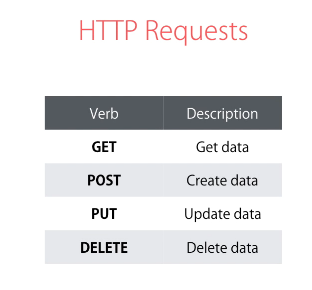 HTTP Requests
Verb Description
GET Get data
POST Create data
PUT Update data
DELETE Delete data